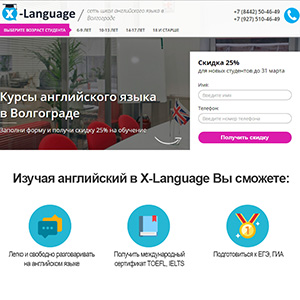 X-Language
сеть школ английского языка в
Волгограде
+7 (8442) 50-46-49
+7 (927) 510-46-49
ВЫБЕРИТЕ ВОЗРАСТ СТУДЕНТА
6-9 ЛЕТ
10-13 ЛЕТ
14-17 ЛЕТ
18 И СТАРШЕ
Курсы английского языка
в Волгограде
Заполни форму и получи скидку 25% на обучение
Скидка 25%
для новых студентов до 31 марта
Имя:
Введите имя
Телефон:
Введите номер телефона
Получить скидку
Изучая английский в X-Language Вы сможете:
Легко и свободно разговаривать
на английском языке
Получить международный
сертификат TOEFL, IELTS
Подготовиться к ЕГЭ, ГИА